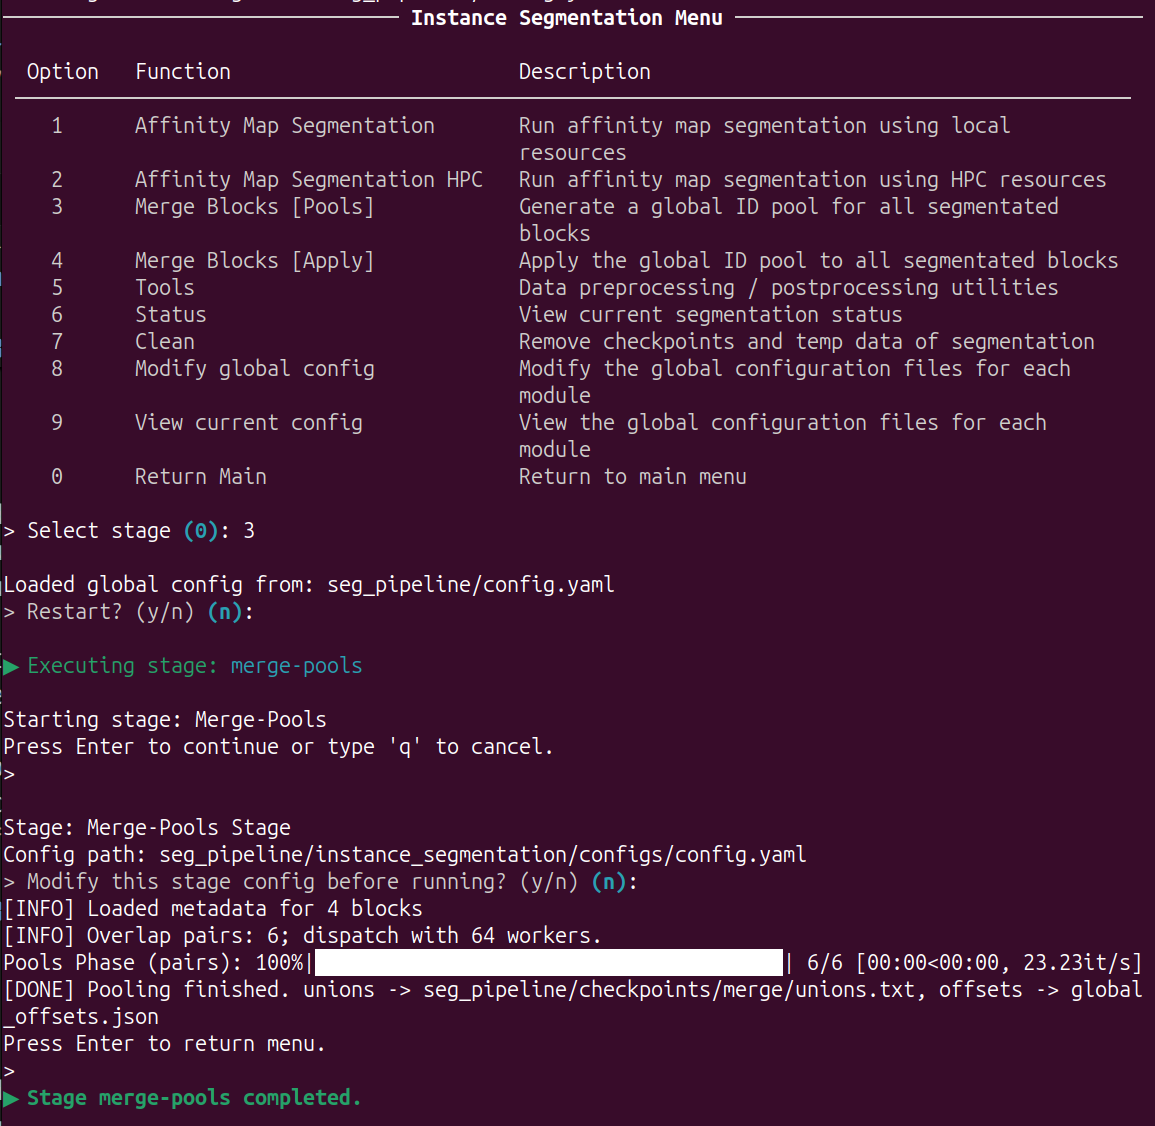 Instance Segmentation Menu
Option Function Description
1 Affinity Map Segmentation Run affinity map segmentation using local
resources
2 Affinity Map Segmentation HPC Run affinity map segmentation using HPC resources
3 Merge Blocks [Pools] Generate a global ID pool for all segmentated
blocks
4 Merge Blocks [Apply] Apply the global ID pool to all segmentated blocks
5 Tools Data preprocessing / postprocessing utilities
6 Status View current segmentation status
7 Clean Remove checkpoints and temp data of segmentation
8 Modify global config Modify the global configuration files for each
module
9 View current config View the global configuration files for each
module
0 Return Main Return to main menu
> Select stage (0): 3
Loaded global config from: seg_pipeline/config.yaml
> Restart? (y/n) (n):
▶ Executing stage: merge-pools
Starting stage: Merge-Pools
Press Enter to continue or type 'q' to cancel.
>
Stage: Merge-Pools Stage
Config path: seg_pipeline/instance_segmentation/configs/config.yaml
> Modify this stage config before running? (y/n) (n):
[INFO] Loaded metadata for 4 blocks
[INFO] Overlap pairs: 6; dispatch with 64 workers.
Pools Phase (pairs): 100%| | 6/6 [00:00<00:00, 23.23it/s]
[DONE] Pooling finished. unions -> seg_pipeline/checkpoints/merge/unions.txt, offsets -> global
_offsets.json
Press Enter to return menu.
>
▶ Stage merge-pools completed.